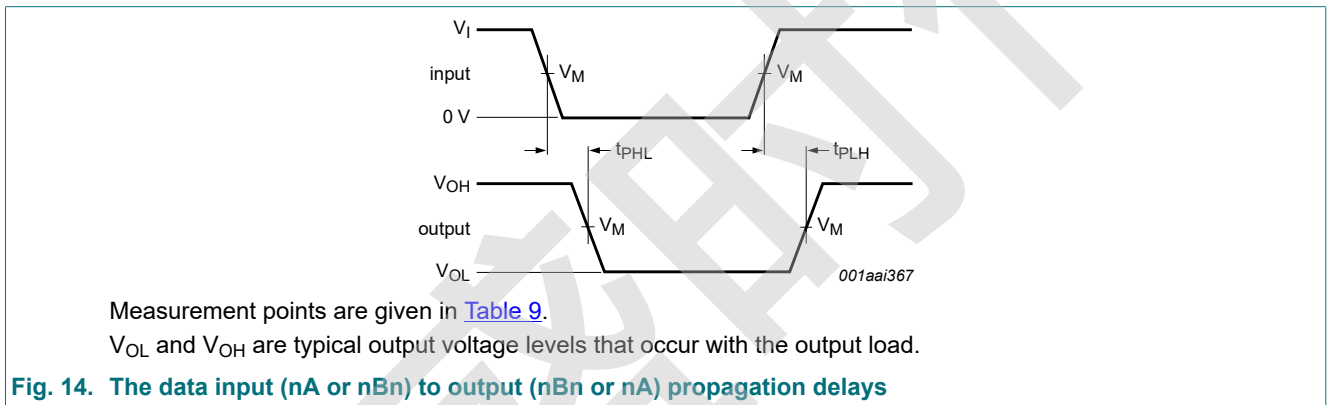 V_I
input
V_M
V_M
0 V
t_PHL
t_PLH
V_OH
output
V_M
V_M
V_OL
001aai367
Measurement points are given in Table 9.
V_OL and V_OH are typical output voltage levels that occur with the output load.
Fig. 14. The data input (nA or nBn) to output (nBn or nA) propagation delays